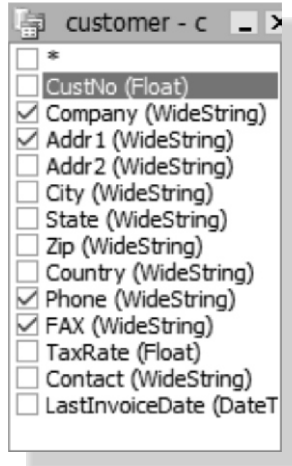 customer - c
*
CustNo (Float)
Company (WideString)
Addr1 (WideString)
Addr2 (WideString)
City (WideString)
State (WideString)
Zip (WideString)
Country (WideString)
Phone (WideString)
FAX (WideString)
TaxRate (Float)
Contact (WideString)
LastInvoiceDate (DateT